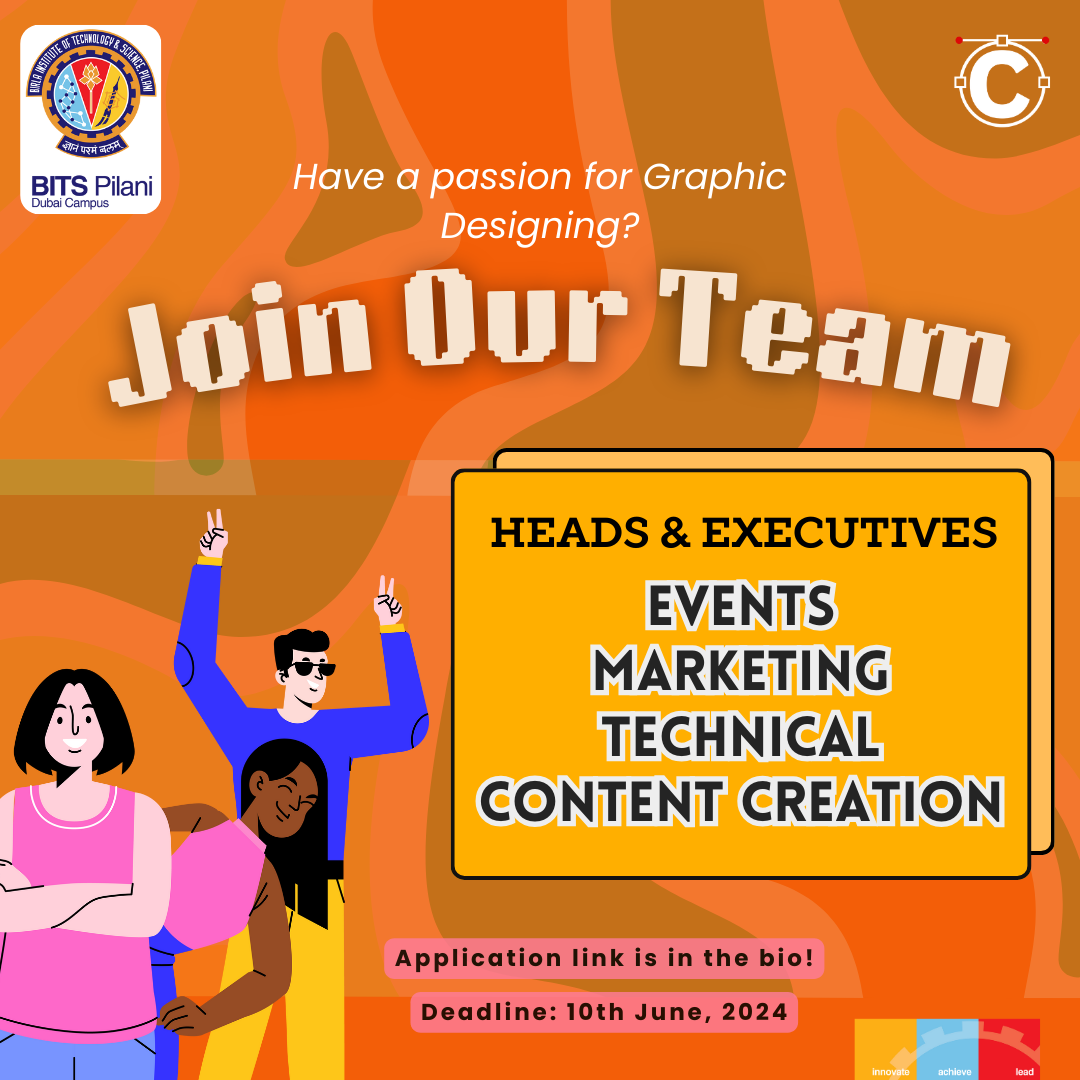 BIRLA INSTITUTE OF TECHNOLOGY & SCIENCE, PILANI
ज्ञानं परमं बलम्
BITS Pilani
Dubai Campus
C
Have a passion for Graphic
Designing?
Join Our Team
HEADS & EXECUTIVES
EVENTS
MARKETING
TECHNICAL
CONTENT CREATION
Application link is in the bio!
Deadline: 10th June, 2024
innovate achieve lead